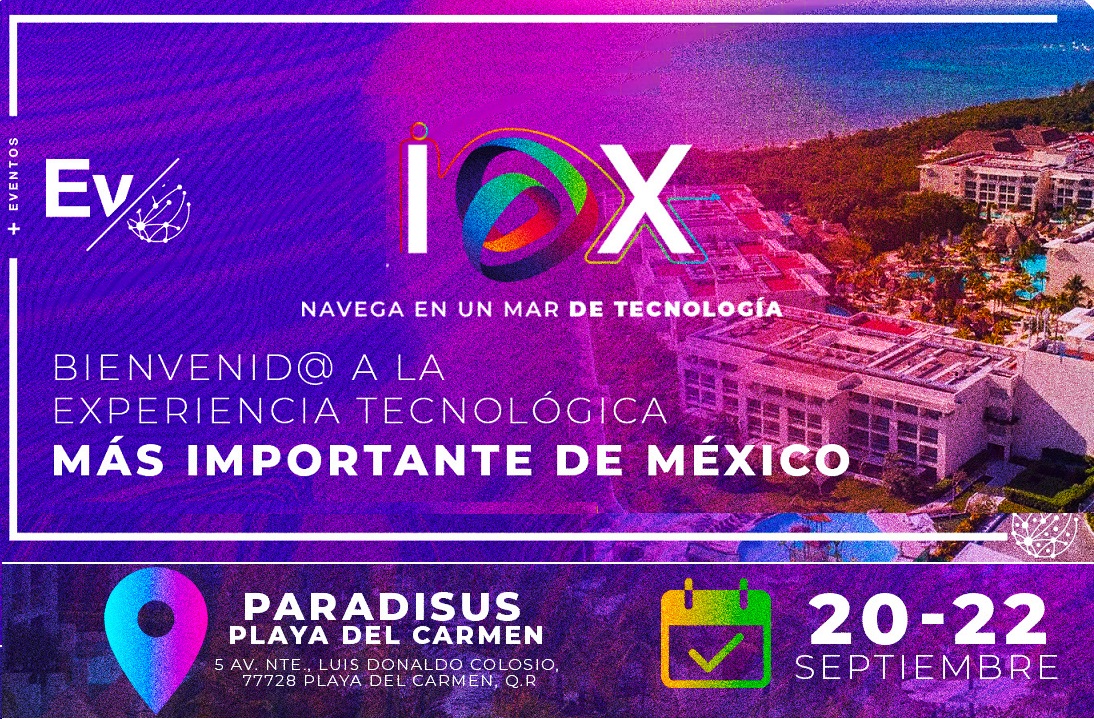 + EVENTOS
Ev
IDX
NAVEGA EN UN MAR DE TECNOLOGÍA
BIENVENID@ A LA
EXPERIENCIA TECNOLÓGICA
MÁS IMPORTANTE DE MÉXICO
PARADISUS
PLAYA DEL CARMEN
5 AV. NTE., LUIS DONALDO COLOSIO,
77728 PLAYA DEL CARMEN, Q.R
20-22
SEPTIEMBRE